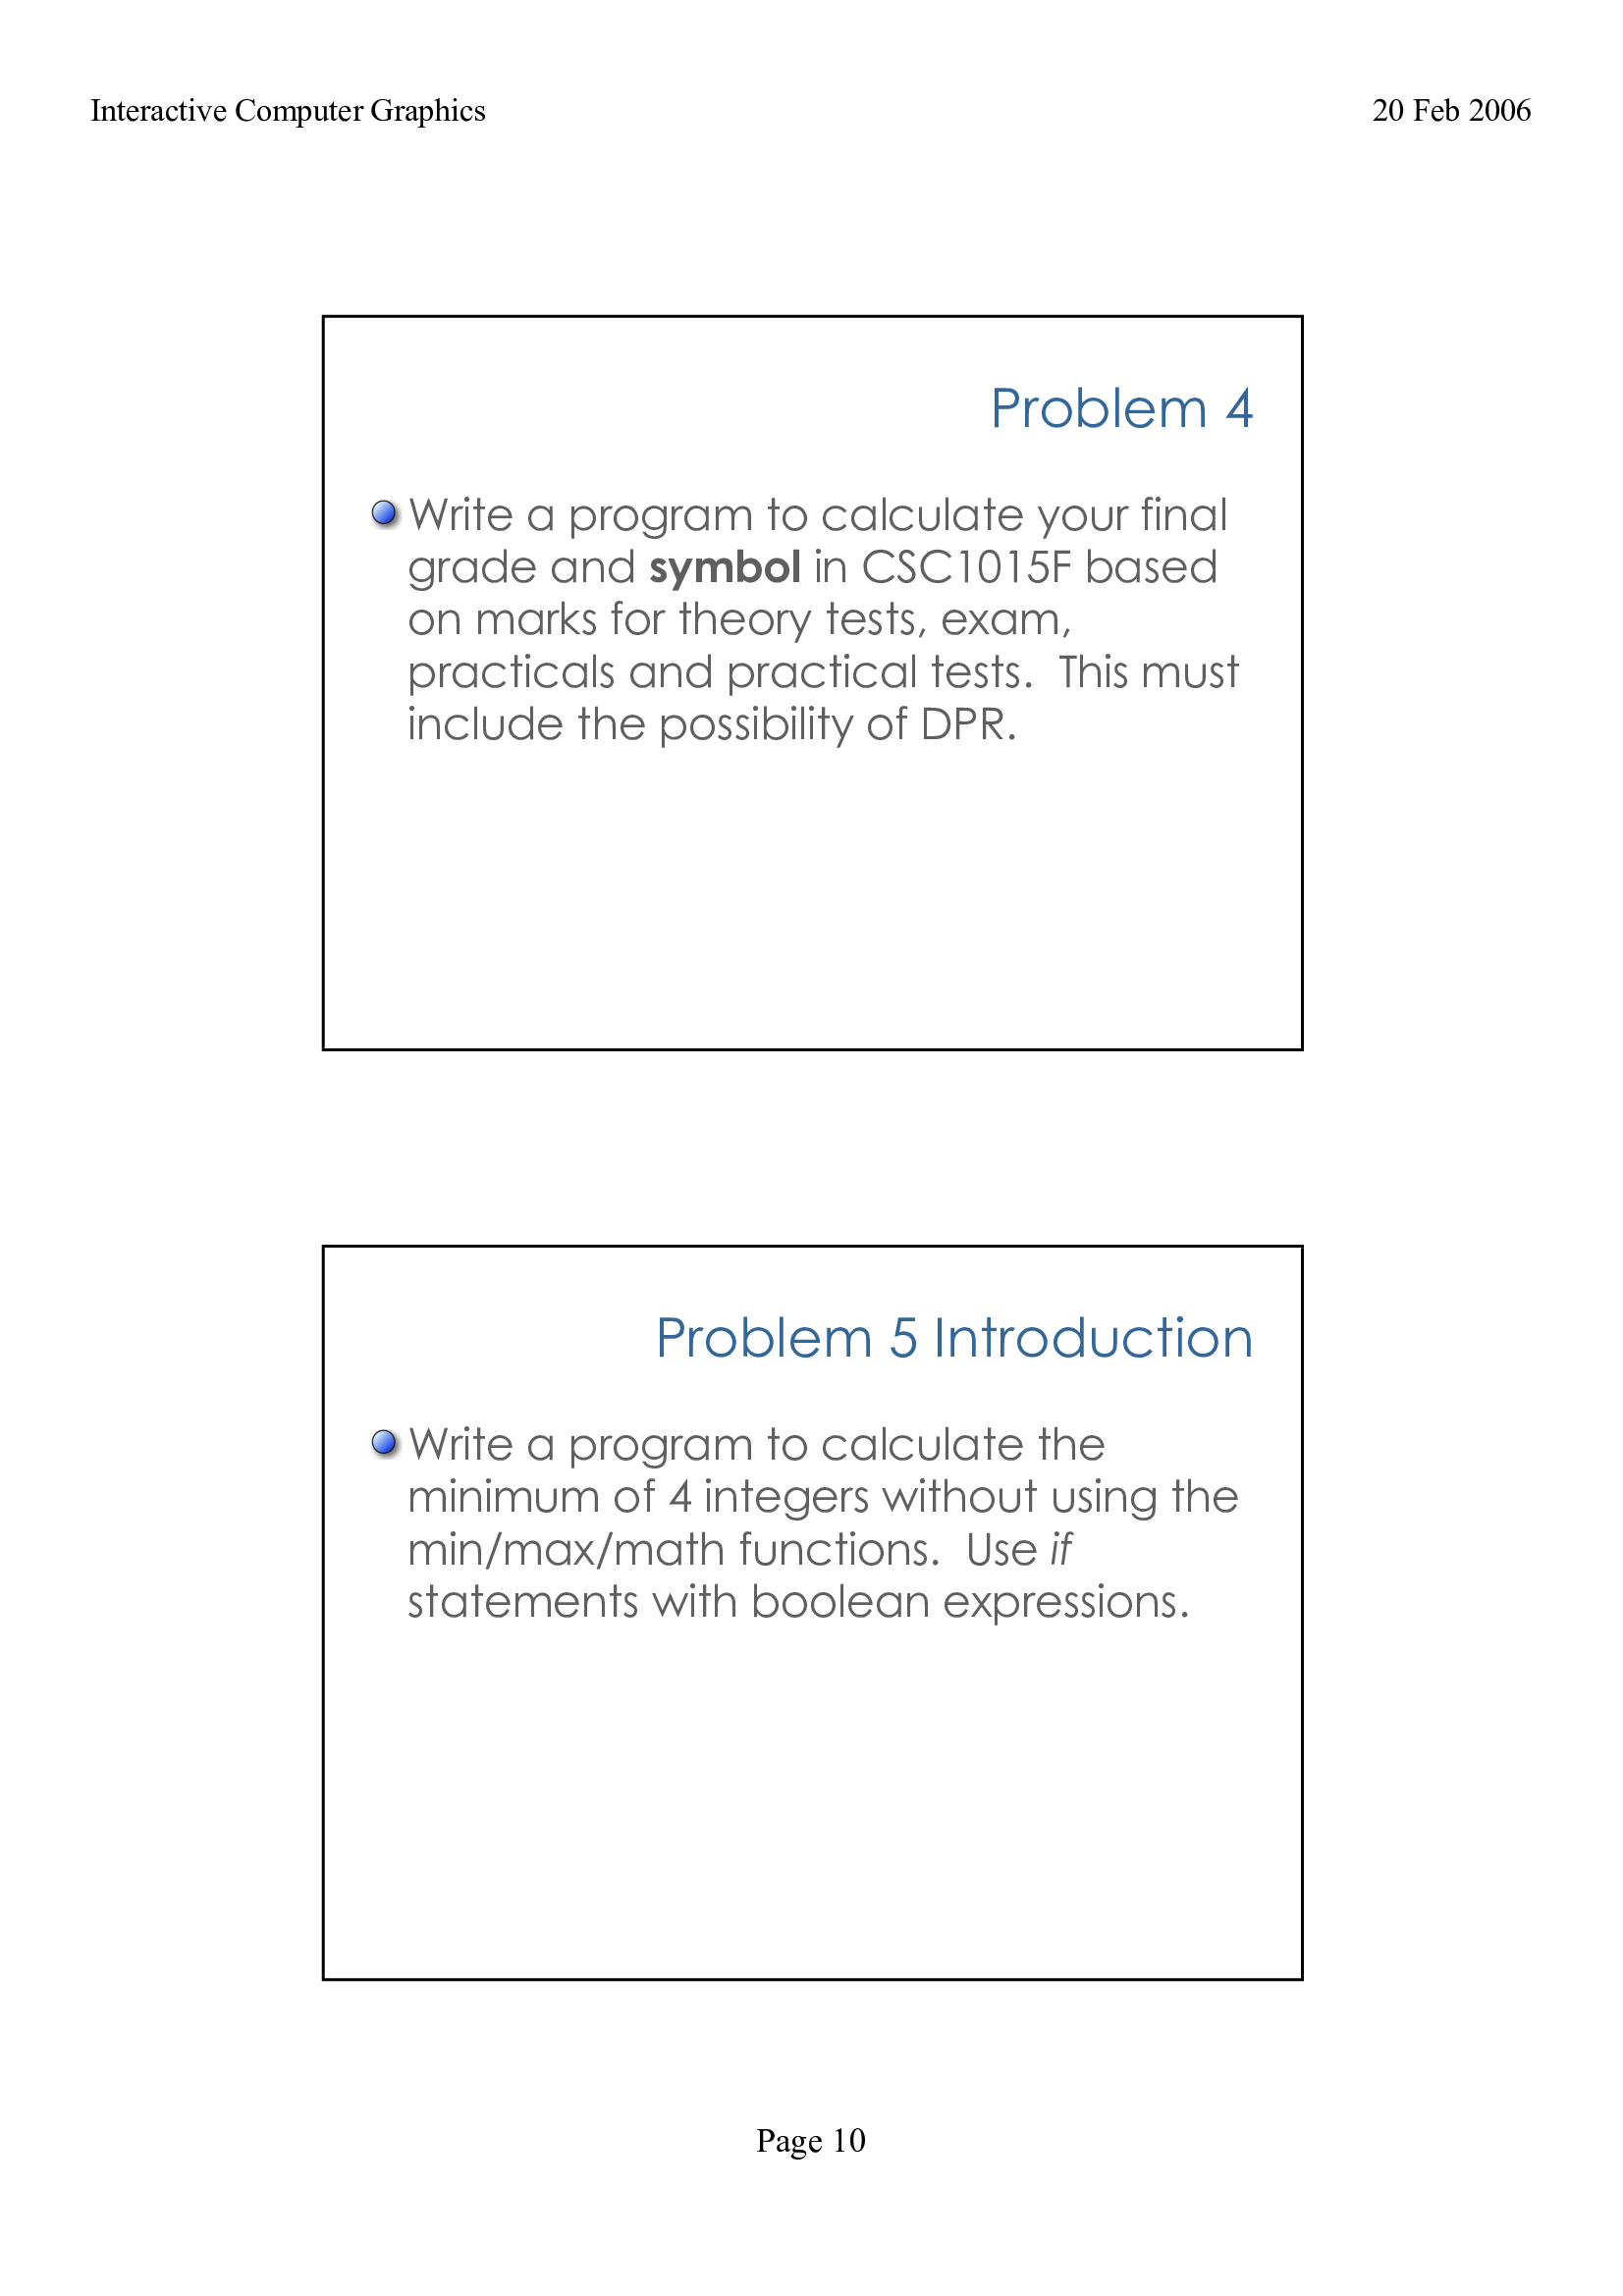 Interactive Computer Graphics 20 Feb 2006
Problem 4
Write a program to calculate your final
grade and symbol in CSC1015F based
on marks for theory tests, exam,
practicals and practical tests.  This must
include the possibility of DPR.
Problem 5 Introduction
Write a program to calculate the
minimum of 4 integers without using the
min/max/math functions.  Use if
statements with boolean expressions.
Page 10